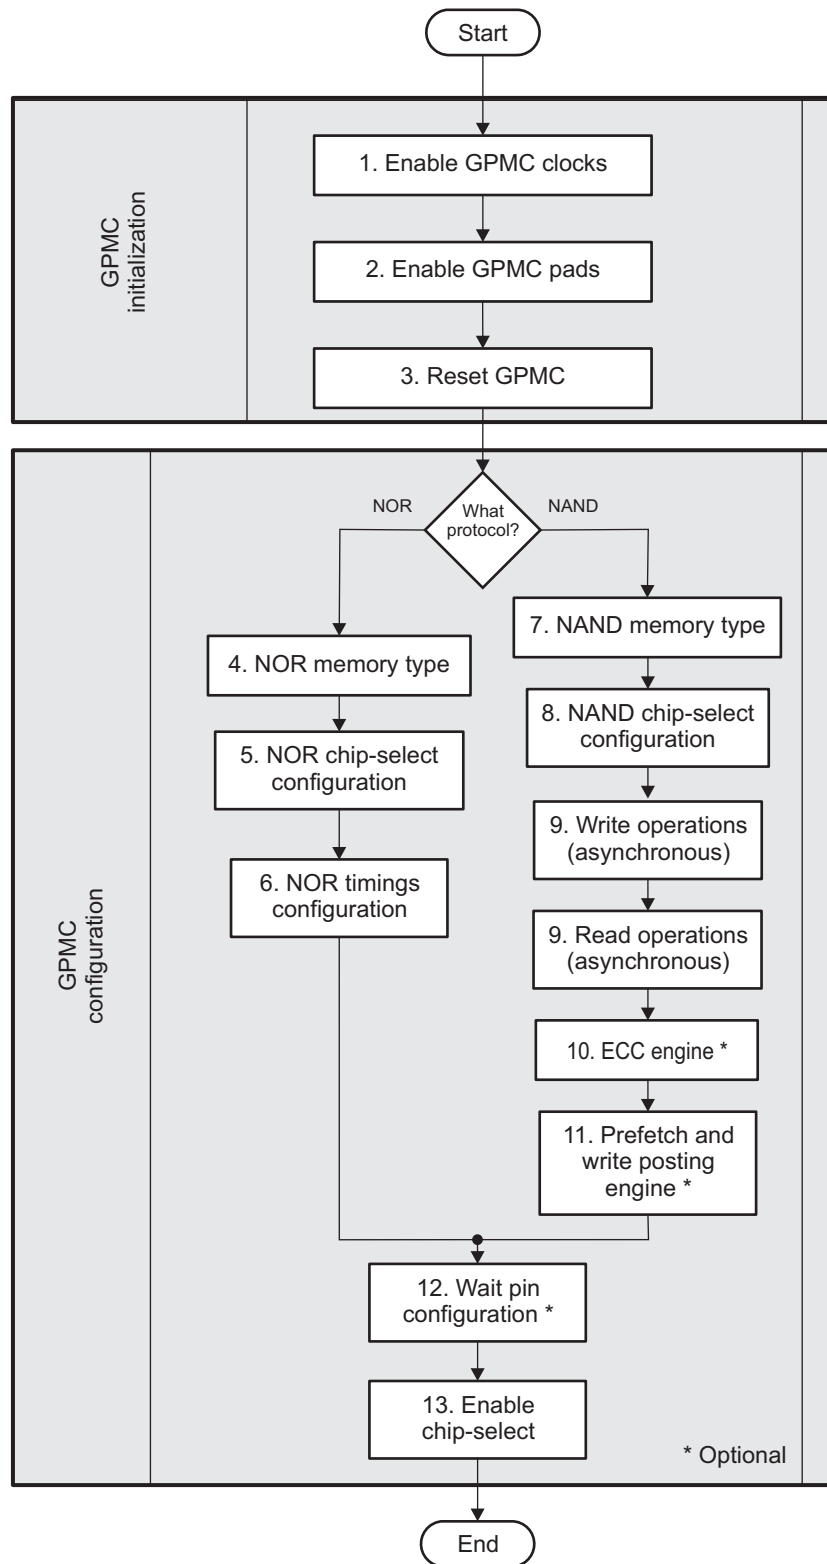 Start
GPMC
initialization
1. Enable GPMC clocks
2. Enable GPMC pads
3. Reset GPMC
GPMC
configuration
What
protocol?
NOR
NAND
4. NOR memory type
5. NOR chip-select
configuration
6. NOR timings
configuration
7. NAND memory type
8. NAND chip-select
configuration
9. Write operations
(asynchronous)
9. Read operations
(asynchronous)
10. ECC engine *
11. Prefetch and
write posting
engine *
12. Wait pin
configuration *
13. Enable
chip-select
* Optional
End